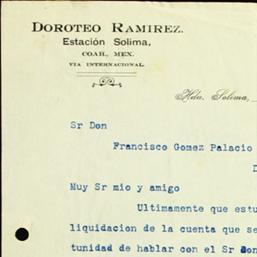 DOROTEO RAMIREZ.
Estación Solima,
COAH., MEX.
VIA INTERNACIONAL.
Hda. Solima,
Sr Don
Francisco Gomez Palacio
D
Muy Sr mio y amigo
Ultimamente que estu
liquidacion de la cuenta que se
tunidad de hablar con el Sr Don